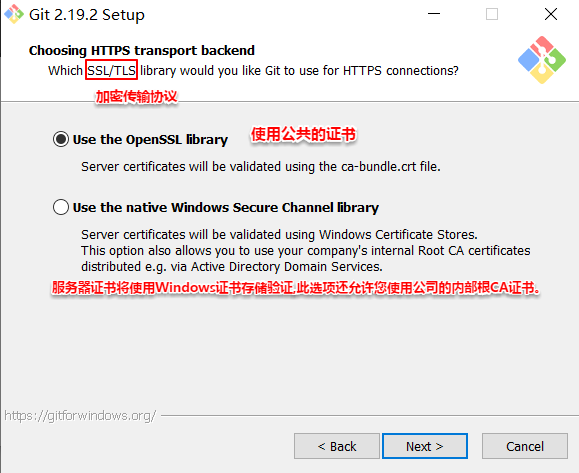 Git 2.19.2 Setup
Choosing HTTPS transport backend
Which SSL/TLS library would you like Git to use for HTTPS connections?
加密传输协议
Use the OpenSSL library
使用公共的证书
Server certificates will be validated using the ca-bundle.crt file.
Use the native Windows Secure Channel library
Server certificates will be validated using Windows Certificate Stores.
This option also allows you to use your company's internal Root CA certificates
distributed e.g. via Active Directory Domain Services.
服务器证书将使用Windows证书存储验证,此选项还允许您使用公司的内部根CA证书。
https://gitforwindows.org/
< Back
Next >
Cancel